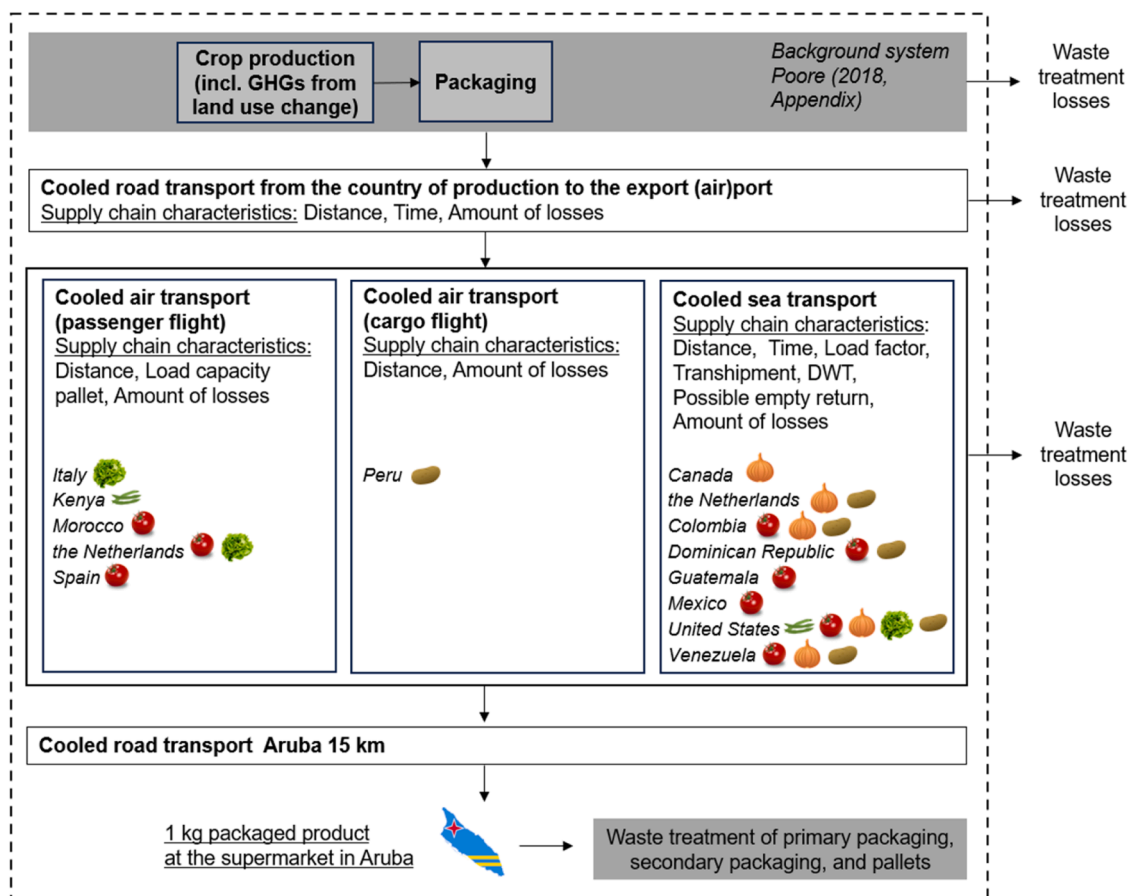 Crop production
(incl. GHGs from
land use change)
Packaging
Background system
Poore (2018,
Appendix)
Waste
treatment
losses
Cooled road transport from the country of production to the export (air)port
Supply chain characteristics: Distance, Time, Amount of losses
Waste
treatment
losses
Cooled air transport
(passenger flight)
Supply chain characteristics:
Distance, Load capacity
pallet, Amount of losses
Italy
Kenya
Morocco
the Netherlands
Spain
Cooled air transport
(cargo flight)
Supply chain characteristics:
Distance, Amount of losses
Peru
Cooled sea transport
Supply chain characteristics:
Distance, Time, Load factor,
Transhipment, DWT,
Possible empty return,
Amount of losses
Canada
the Netherlands
Colombia
Dominican Republic
Guatemala
Mexico
United States
Venezuela
Waste
treatment
losses
Cooled road transport Aruba 15 km
1 kg packaged product
at the supermarket in Aruba
Waste treatment of primary packaging,
secondary packaging, and pallets